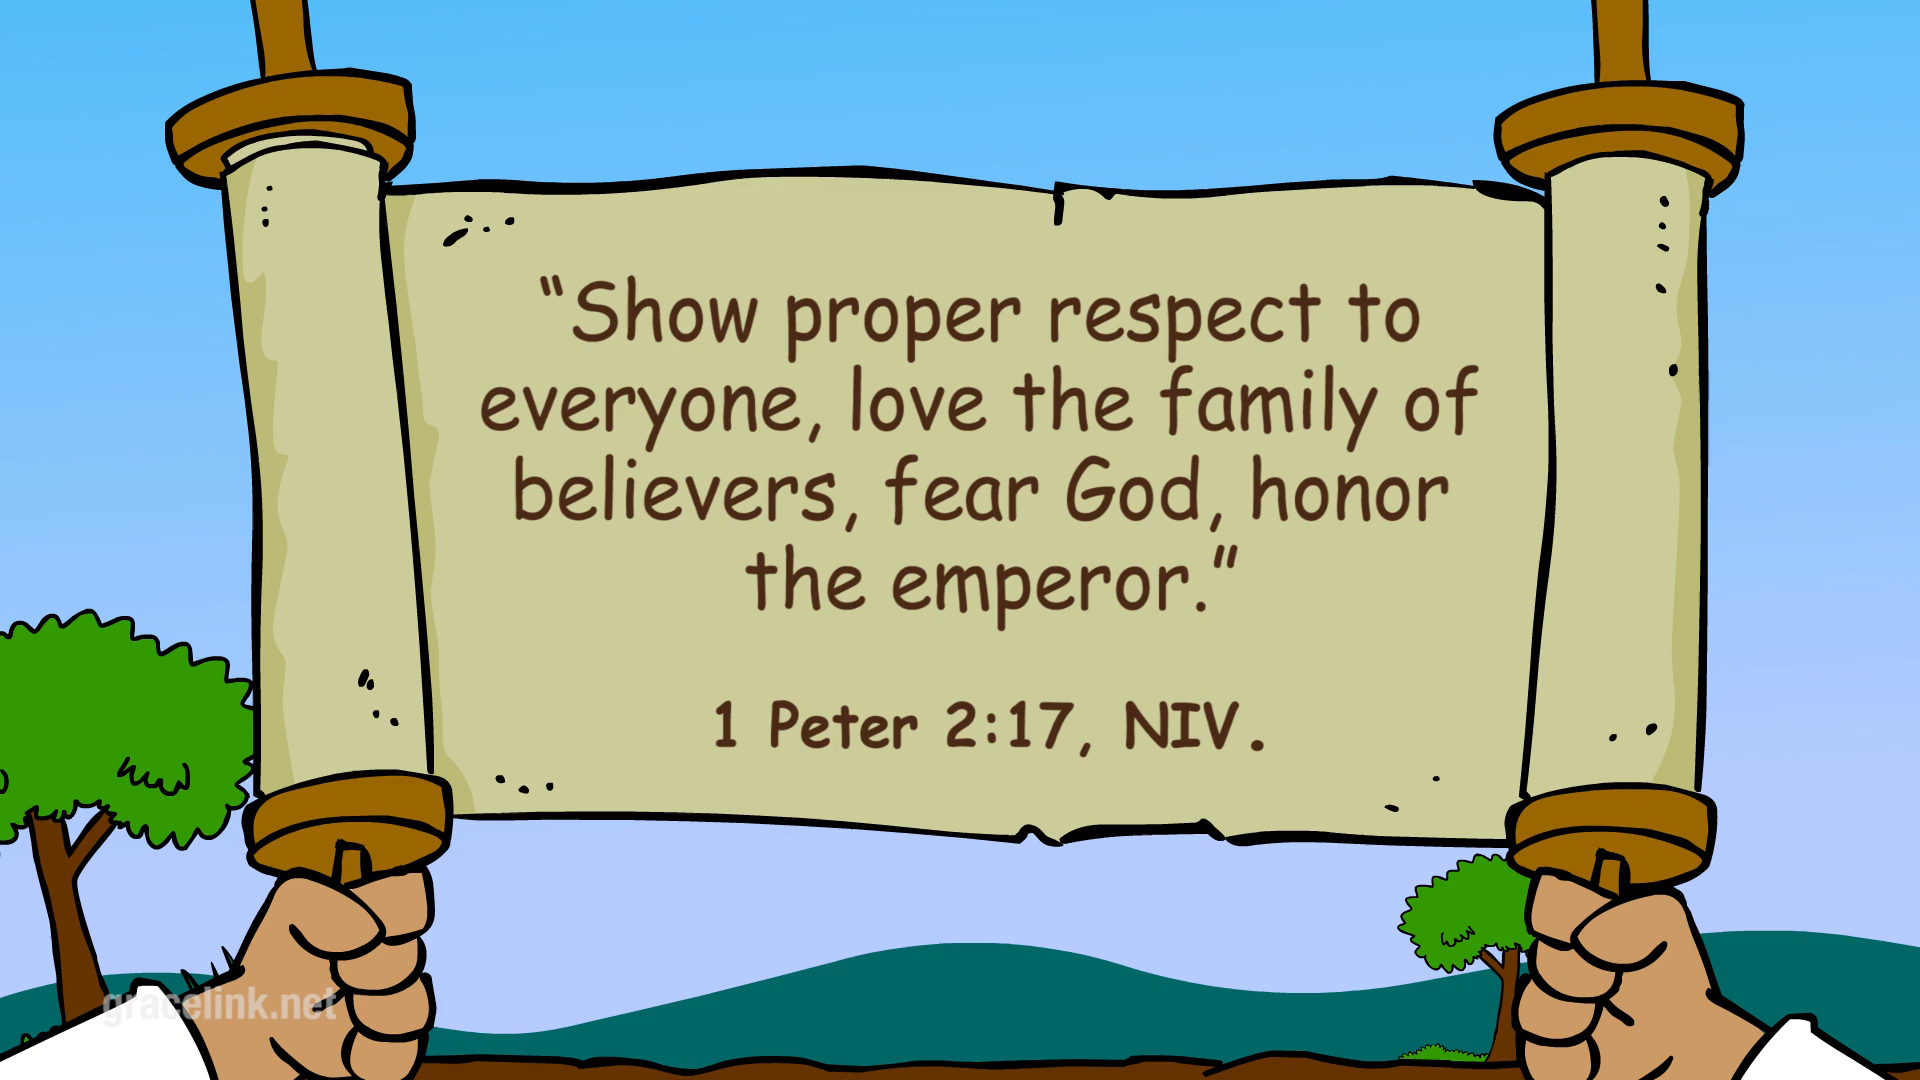 “Show proper respect to
everyone, love the family of
believers, fear God, honor
the emperor.”
1 Peter 2:17, NIV.
gracelink.net